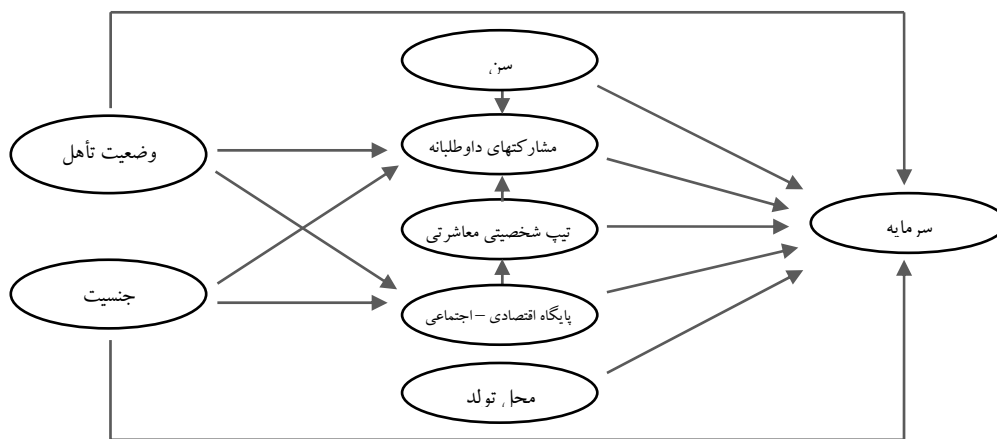 سن
مشارکتهای داوطلبانه
وضعیت تأهل
تیپ شخصیتی معاشرتی
سرمایه
جنسیت
پایگاه اقتصادی – اجتماعی
محل تولد